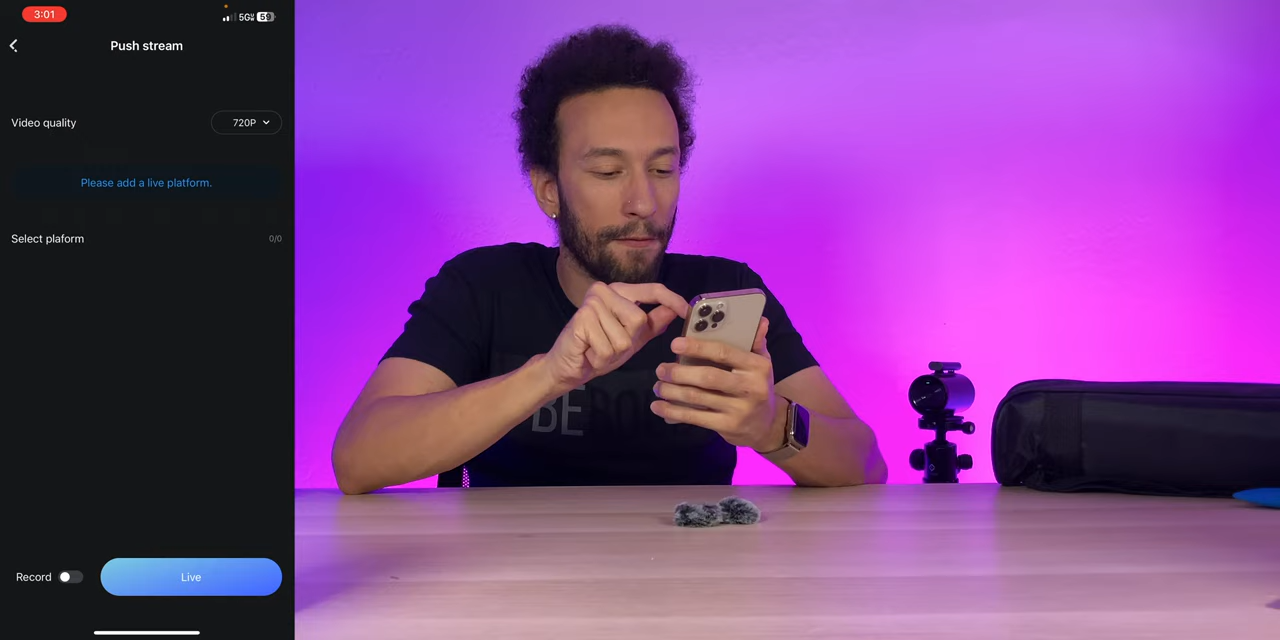 3:01
5G 59
Push stream
Video quality
720P
Please add a live platform.
Select plaform
0/0
Record
Live
BE